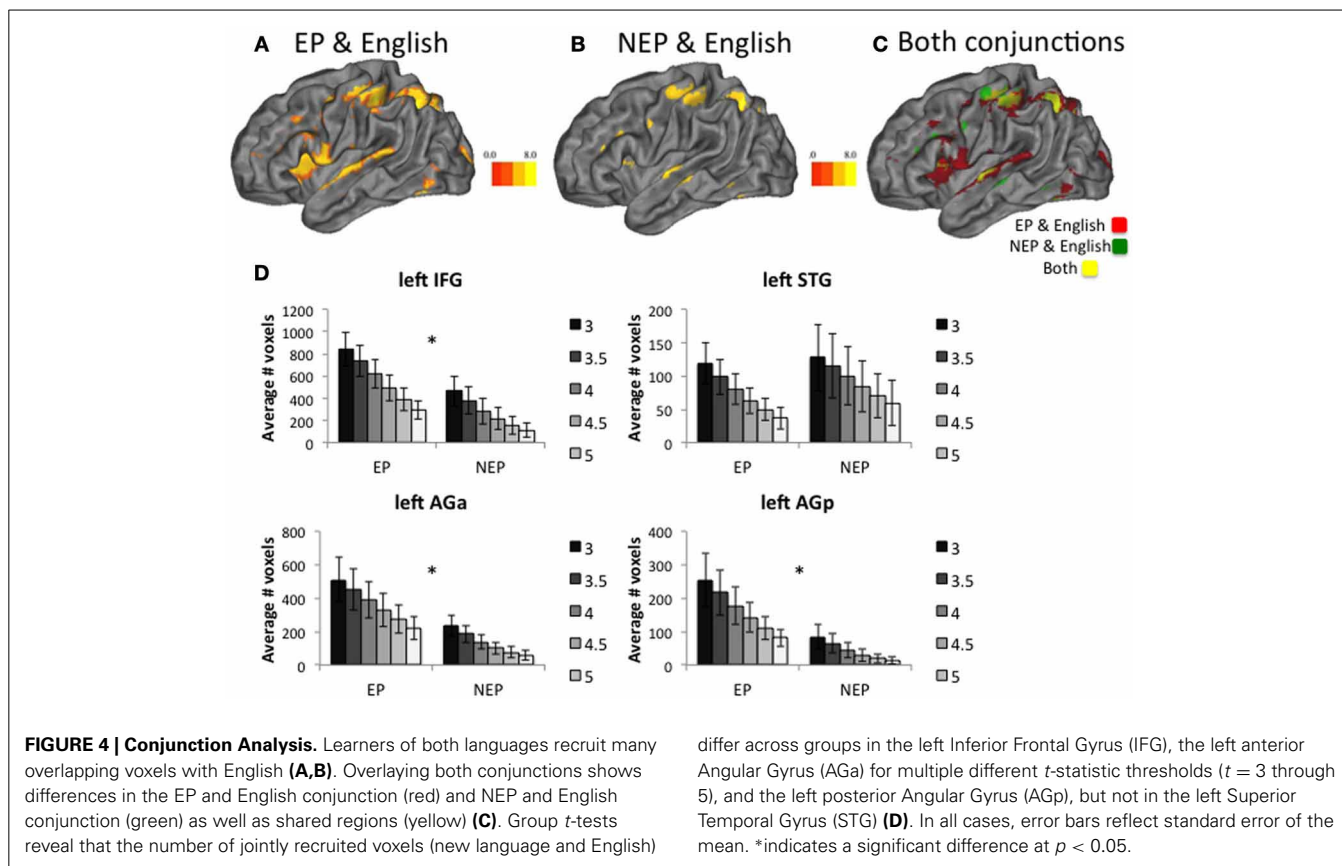 A EP & English
B NEP & English
C Both conjunctions
0.0 8.0
.0 8.0
EP & English
NEP & English
Both
D
left IFG
Average # voxels
1200
1000
800
600
400
200
0
*
EP NEP
3
3.5
4
4.5
5
left STG
Average # voxels
200
150
100
50
0
EP NEP
3
3.5
4
4.5
5
left AGa
Average # voxels
800
600
400
200
0
*
EP NEP
3
3.5
4
4.5
5
left AGp
Average # voxels
400
300
200
100
0
*
EP NEP
3
3.5
4
4.5
5
FIGURE 4 | Conjunction Analysis. Learners of both languages recruit many
overlapping voxels with English (A,B). Overlaying both conjunctions shows
differences in the EP and English conjunction (red) and NEP and English
conjunction (green) as well as shared regions (yellow) (C). Group t-tests
reveal that the number of jointly recruited voxels (new language and English)
differ across groups in the left Inferior Frontal Gyrus (IFG), the left anterior
Angular Gyrus (AGa) for multiple different t-statistic thresholds (t = 3 through
5), and the left posterior Angular Gyrus (AGp), but not in the left Superior
Temporal Gyrus (STG) (D). In all cases, error bars reflect standard error of the
mean. *indicates a significant difference at p < 0.05.